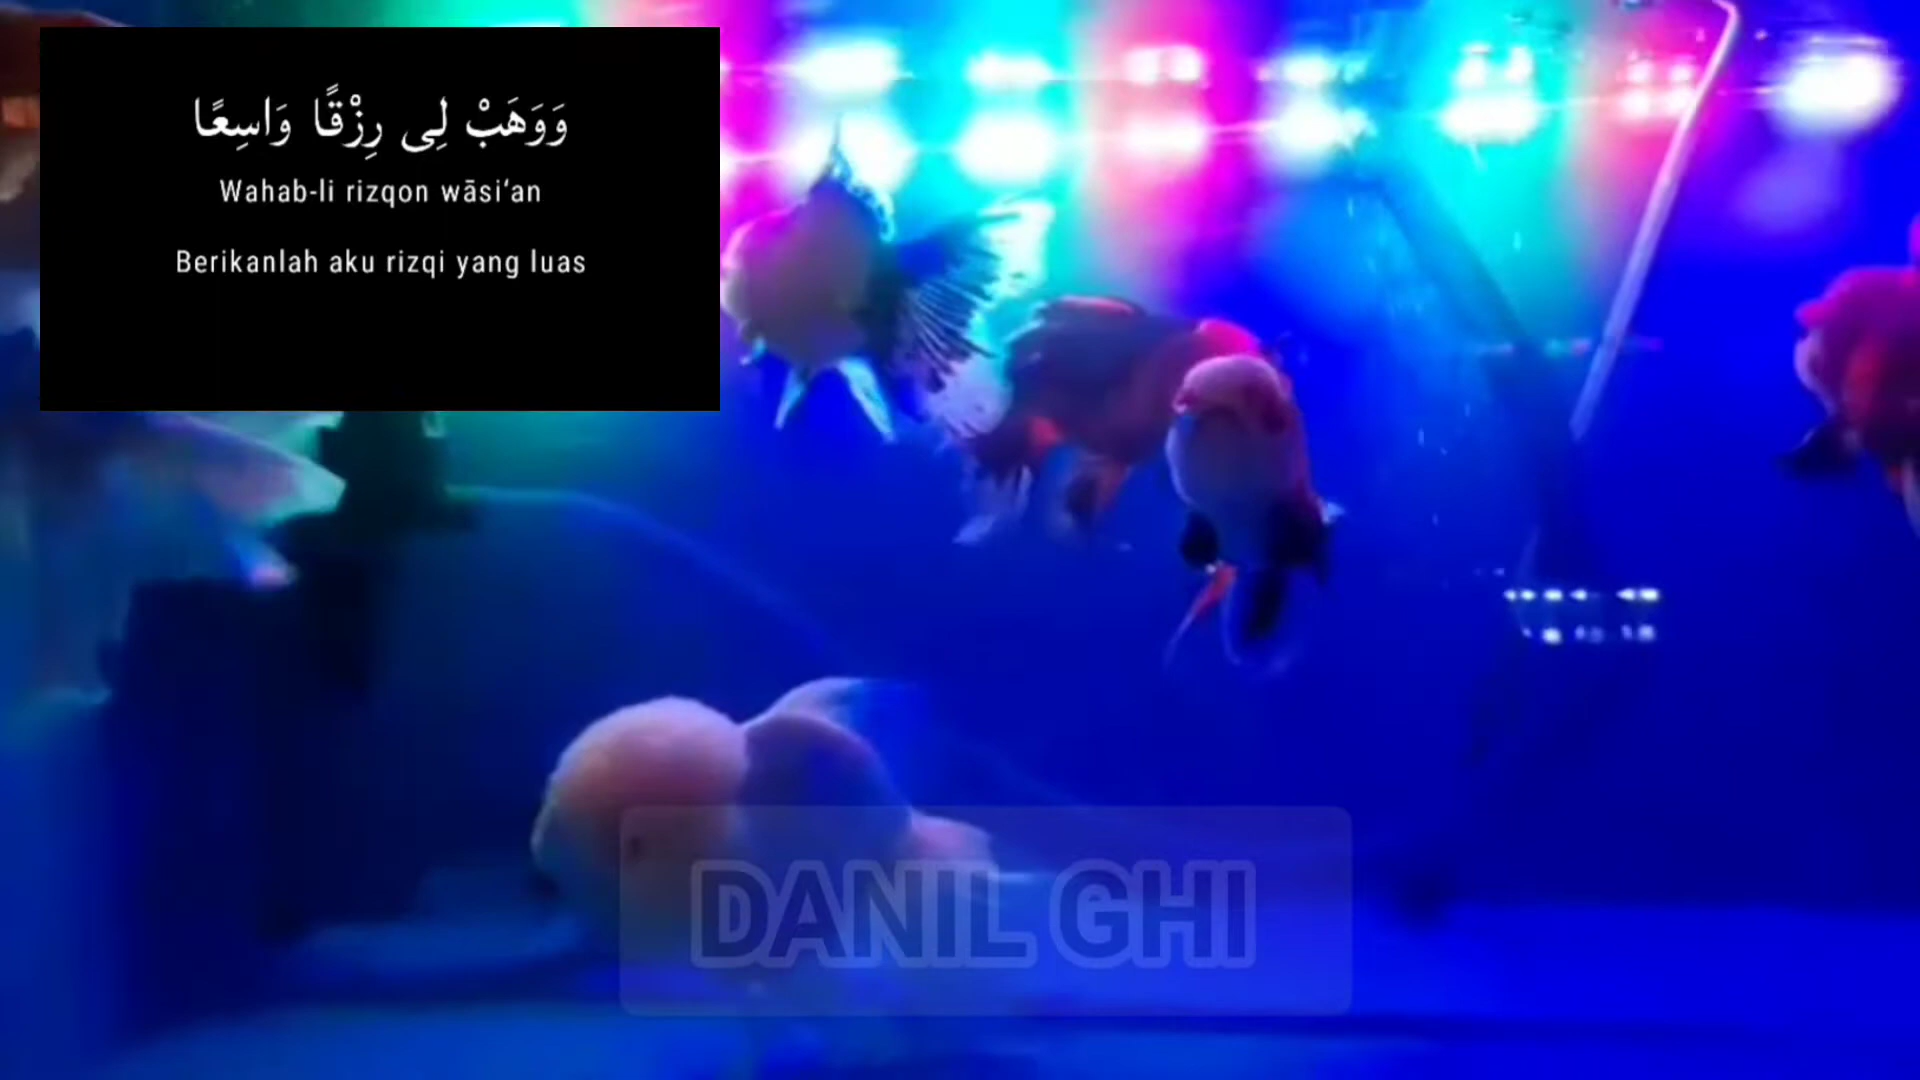 وَوَهَبْ لِى رِزْقًا وَاسِعًا
Wahab-li rizqon wāsi‘an
Berikanlah aku rizqi yang luas
DANIL GHI